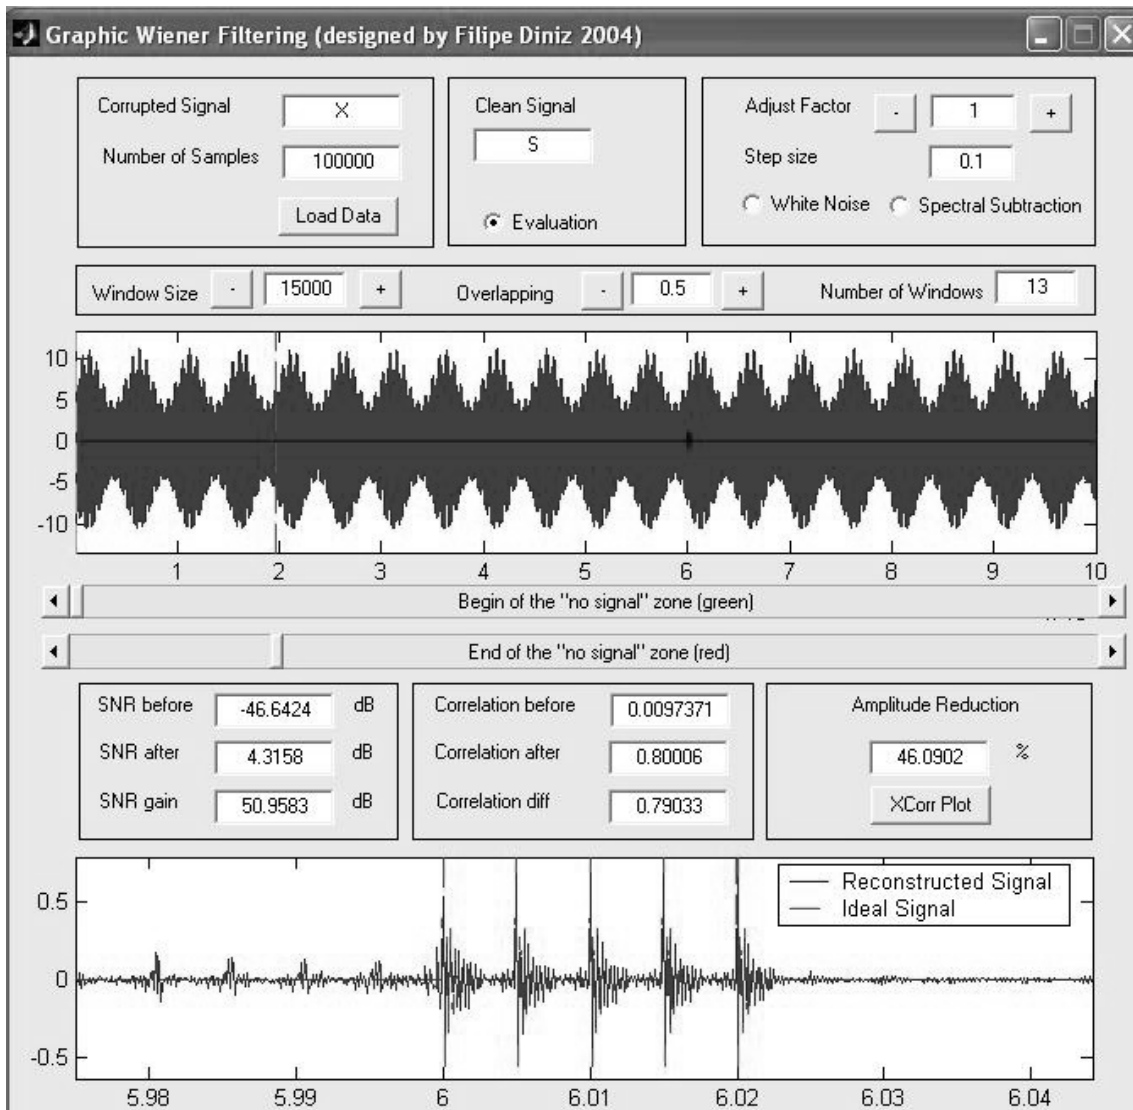 Graphic Wiener Filtering (designed by Filipe Diniz 2004)
Corrupted Signal X
Number of Samples 100000
Load Data
Clean Signal
S
Evaluation
Adjust Factor - 1 +
Step size 0.1
White Noise Spectral Subtraction
Window Size - 15000 + Overlapping - 0.5 + Number of Windows 13
10
5
0
-5
-10
1 2 3 4 5 6 7 8 9 10
Begin of the "no signal" zone (green)
End of the "no signal" zone (red)
SNR before -46.6424 dB
SNR after 4.3158 dB
SNR gain 50.9583 dB
Correlation before 0.0097371
Correlation after 0.80006
Correlation diff 0.79033
Amplitude Reduction
46.0902 %
XCorr Plot
Reconstructed Signal
Ideal Signal
0.5
0
-0.5
5.98 5.99 6 6.01 6.02 6.03 6.04